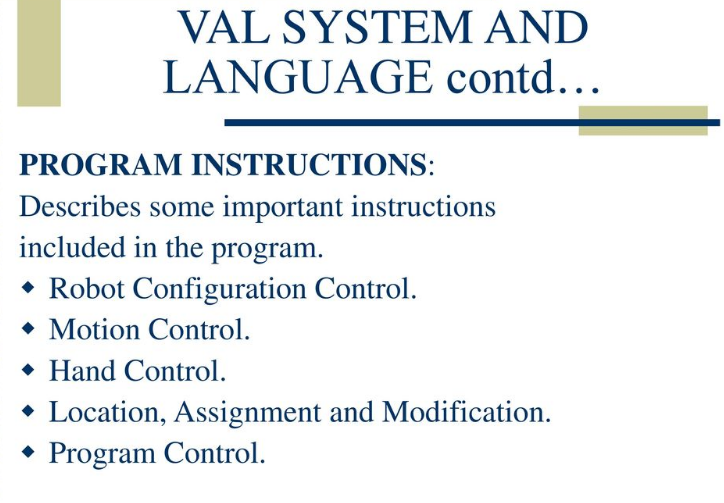 VAL SYSTEM AND
LANGUAGE contd…
PROGRAM INSTRUCTIONS:
Describes some important instructions
included in the program.
◆ Robot Configuration Control.
◆ Motion Control.
◆ Hand Control.
◆ Location, Assignment and Modification.
◆ Program Control.